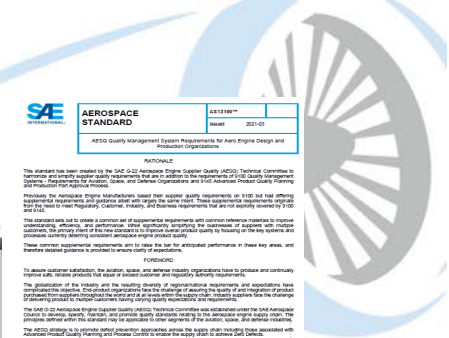 SAE
INTERNATIONAL
AEROSPACE
STANDARD
AS13100™
Issued 2021-03
AESQ Quality Management System Requirements for Aero Engine Design and
Production Organizations
RATIONALE
This standard has been created by the SAE G-22 Aerospace Engine Supplier Quality (AESQ) Technical Committee to
harmonize and simplify supplier quality requirements that are in addition to the requirements of 9100 Quality Management
Systems - Requirements for Aviation, Space, and Defense Organizations and 9145 Advanced Product Quality Planning
and Production Part Approval Process.
Previously the Aerospace Engine Manufacturers based their supplier quality requirements on 9100 but had differing
supplemental requirements and guidance albeit with largely the same intent. These supplemental requirements originate
from the need to meet Regulatory, Customer, Industry, and Business requirements that are not explicitly covered by 9100
and 9145.
This standard sets out to create a common set of supplemental requirements with common reference materials to improve
understanding, efficiency, and performance. While significantly simplifying the businesses of suppliers with multiple
customers, the primary intent of this new standard is to improve overall product quality by focusing on the key systems and
processes currently deterring consistent aerospace engine product quality.
These common supplemental requirements aim to raise the bar for anticipated performance in these key areas, and
therefore detailed guidance is provided to ensure clarity of expectations.
FOREWORD
To assure customer satisfaction, the aviation, space, and defense industry organizations have to produce and continually
improve safe, reliable products that equal or exceed customer and regulatory authority requirements.
The globalization of the industry and the resulting diversity of regional/national requirements and expectations have
complicated this objective. End-product organizations face the challenge of assuring the quality of and integration of product
purchased from suppliers throughout the world and at all levels within the supply chain. Industry suppliers face the challenge
of delivering product to multiple customers having varying quality expectations and requirements.
The SAE G-22 Aerospace Engine Supplier Quality (AESQ) Technical Committee was established under the SAE Aerospace
Council to develop, specify, maintain, and promote quality standards relating to the aerospace engine supply chain. The
principles defined within this standard may be applicable to other segments of the aviation, space, and defense industries.
The AESQ strategy is to promote defect prevention approaches across the supply chain including those associated with
Advanced Product Quality Planning and Process Control to enable the supply chain to achieve Zero Defects.